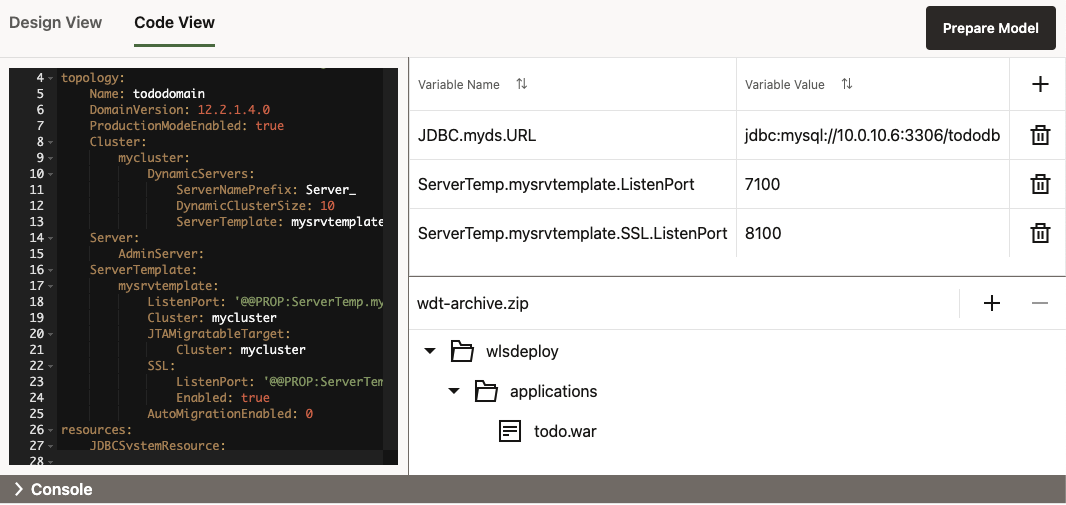 Design View Code View Prepare Model
4 topology:
5 Name: tododomain
6 DomainVersion: 12.2.1.4.0
7 ProductionModeEnabled: true
8 Cluster:
9 mycluster:
10 DynamicServers:
11 ServerNamePrefix: Server_
12 DynamicClusterSize: 10
13 ServerTemplate: mysrvtemplate
14 Server:
15 AdminServer:
16 ServerTemplate:
17 mysrvtemplate:
18 ListenPort: '@@PROP:ServerTemp.my
19 Cluster: mycluster
20 JTAMigratableTarget:
21 Cluster: mycluster
22 SSL:
23 ListenPort: '@@PROP:ServerTem
24 Enabled: true
25 AutoMigrationEnabled: 0
26 resources:
27 JDBCSystemResource:
28
Variable Name Variable Value
JDBC.myds.URL jdbc:mysql://10.0.10.6:3306/tododb
ServerTemp.mysrvtemplate.ListenPort 7100
ServerTemp.mysrvtemplate.SSL.ListenPort 8100
wdt-archive.zip
wlsdeploy
applications
todo.war
Console